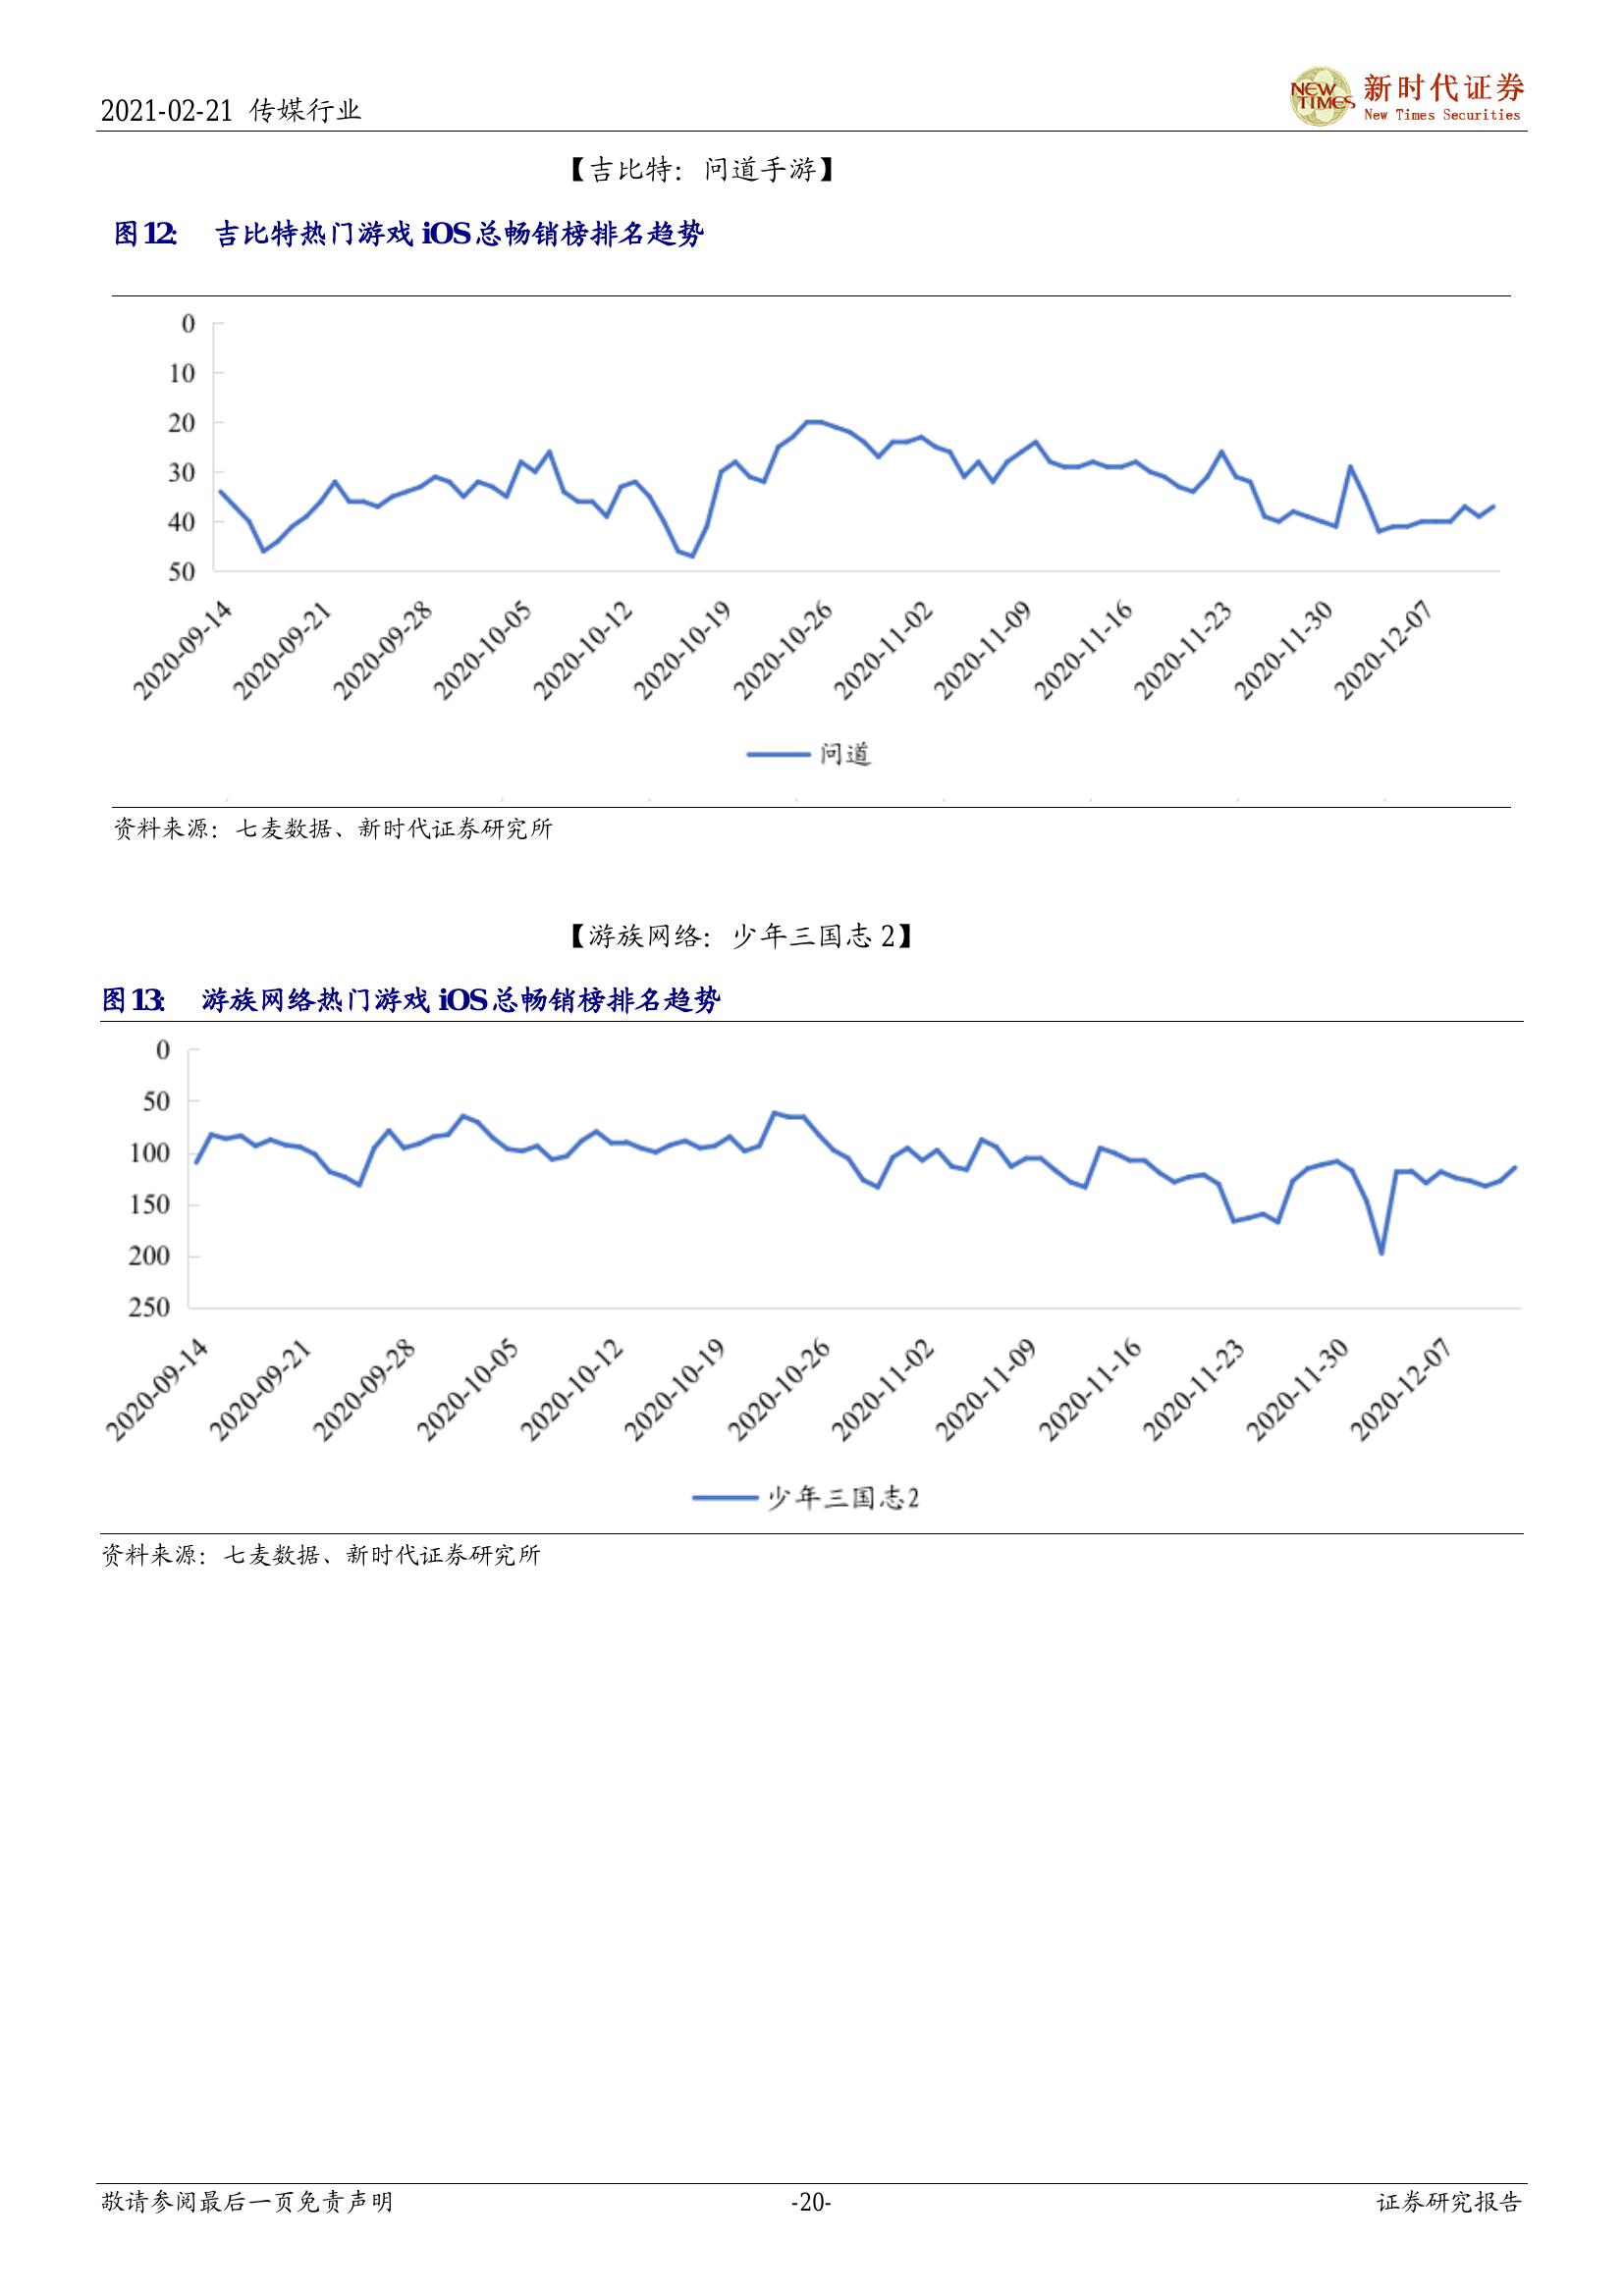 2021-02-21 传媒行业
NEW TIMES 新时代证券
New Times Securities
【吉比特：问道手游】
图12： 吉比特热门游戏 iOS 总畅销榜排名趋势
0
10
20
30
40
50
2020-09-14 2020-09-21 2020-09-28 2020-10-05 2020-10-12 2020-10-19 2020-10-26 2020-11-02 2020-11-09 2020-11-16 2020-11-23 2020-11-30 2020-12-07
问道
资料来源：七麦数据、新时代证券研究所
【游族网络：少年三国志 2】
图13： 游族网络热门游戏 iOS 总畅销榜排名趋势
0
50
100
150
200
250
2020-09-14 2020-09-21 2020-09-28 2020-10-05 2020-10-12 2020-10-19 2020-10-26 2020-11-02 2020-11-09 2020-11-16 2020-11-23 2020-11-30 2020-12-07
少年三国志2
资料来源：七麦数据、新时代证券研究所
敬请参阅最后一页免责声明 -20- 证券研究报告